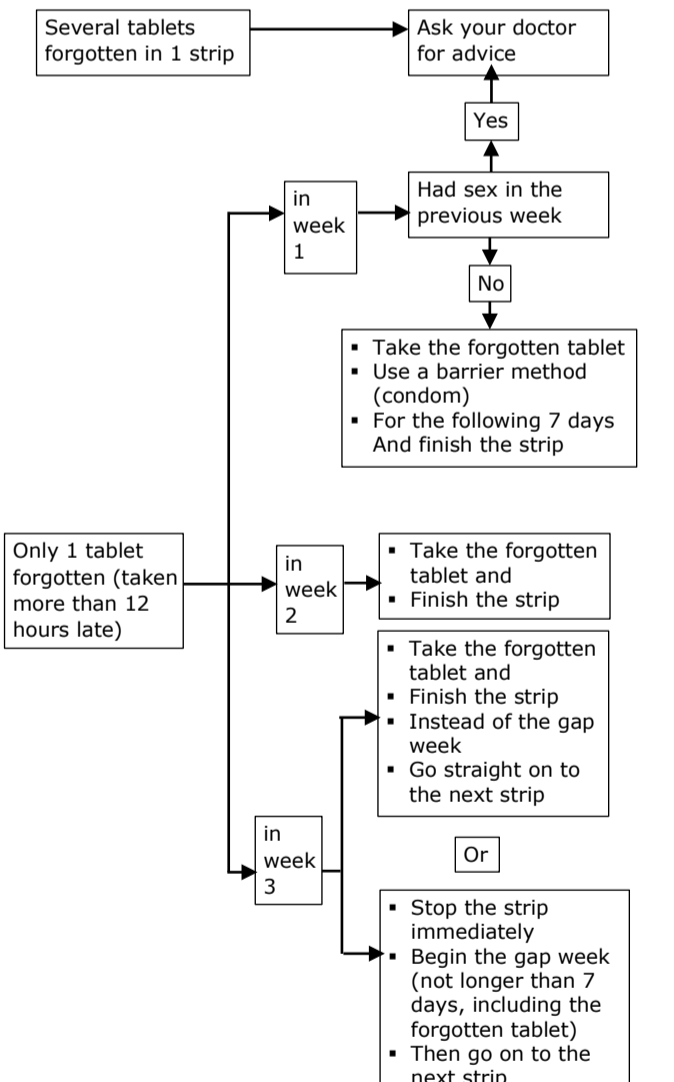 Several tablets
forgotten in 1 strip
Ask your doctor
for advice
Yes
in
week
1
Had sex in the
previous week
No
▪ Take the forgotten tablet
▪ Use a barrier method
(condom)
▪ For the following 7 days
And finish the strip
Only 1 tablet
forgotten (taken
more than 12
hours late)
in
week
2
▪ Take the forgotten
tablet and
▪ Finish the strip
▪ Take the forgotten
tablet and
▪ Finish the strip
▪ Instead of the gap
week
▪ Go straight on to
the next strip
in
week
3
Or
▪ Stop the strip
immediately
▪ Begin the gap week
(not longer than 7
days, including the
forgotten tablet)
▪ Then go on to the
next strip